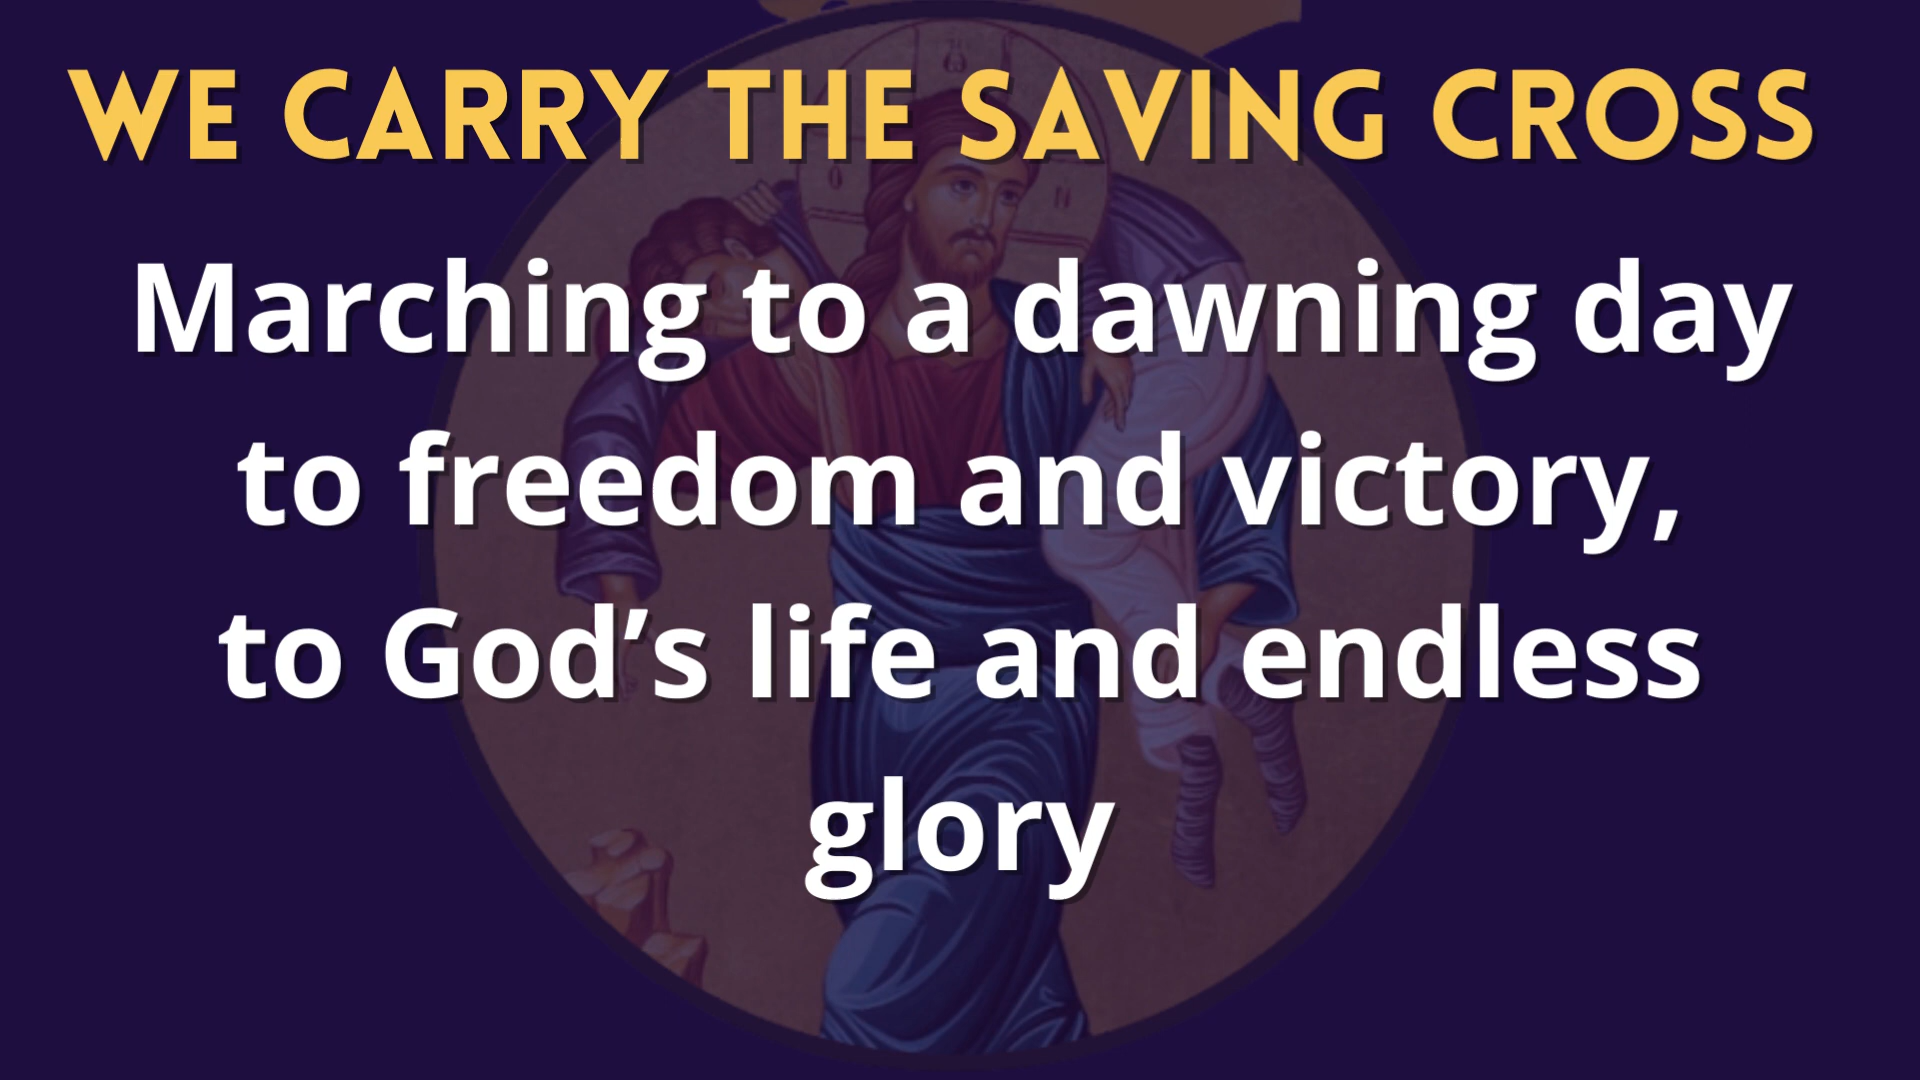 WE CARRY THE SAVING CROSS
Marching to a dawning day
to freedom and victory,
to God’s life and endless
glory